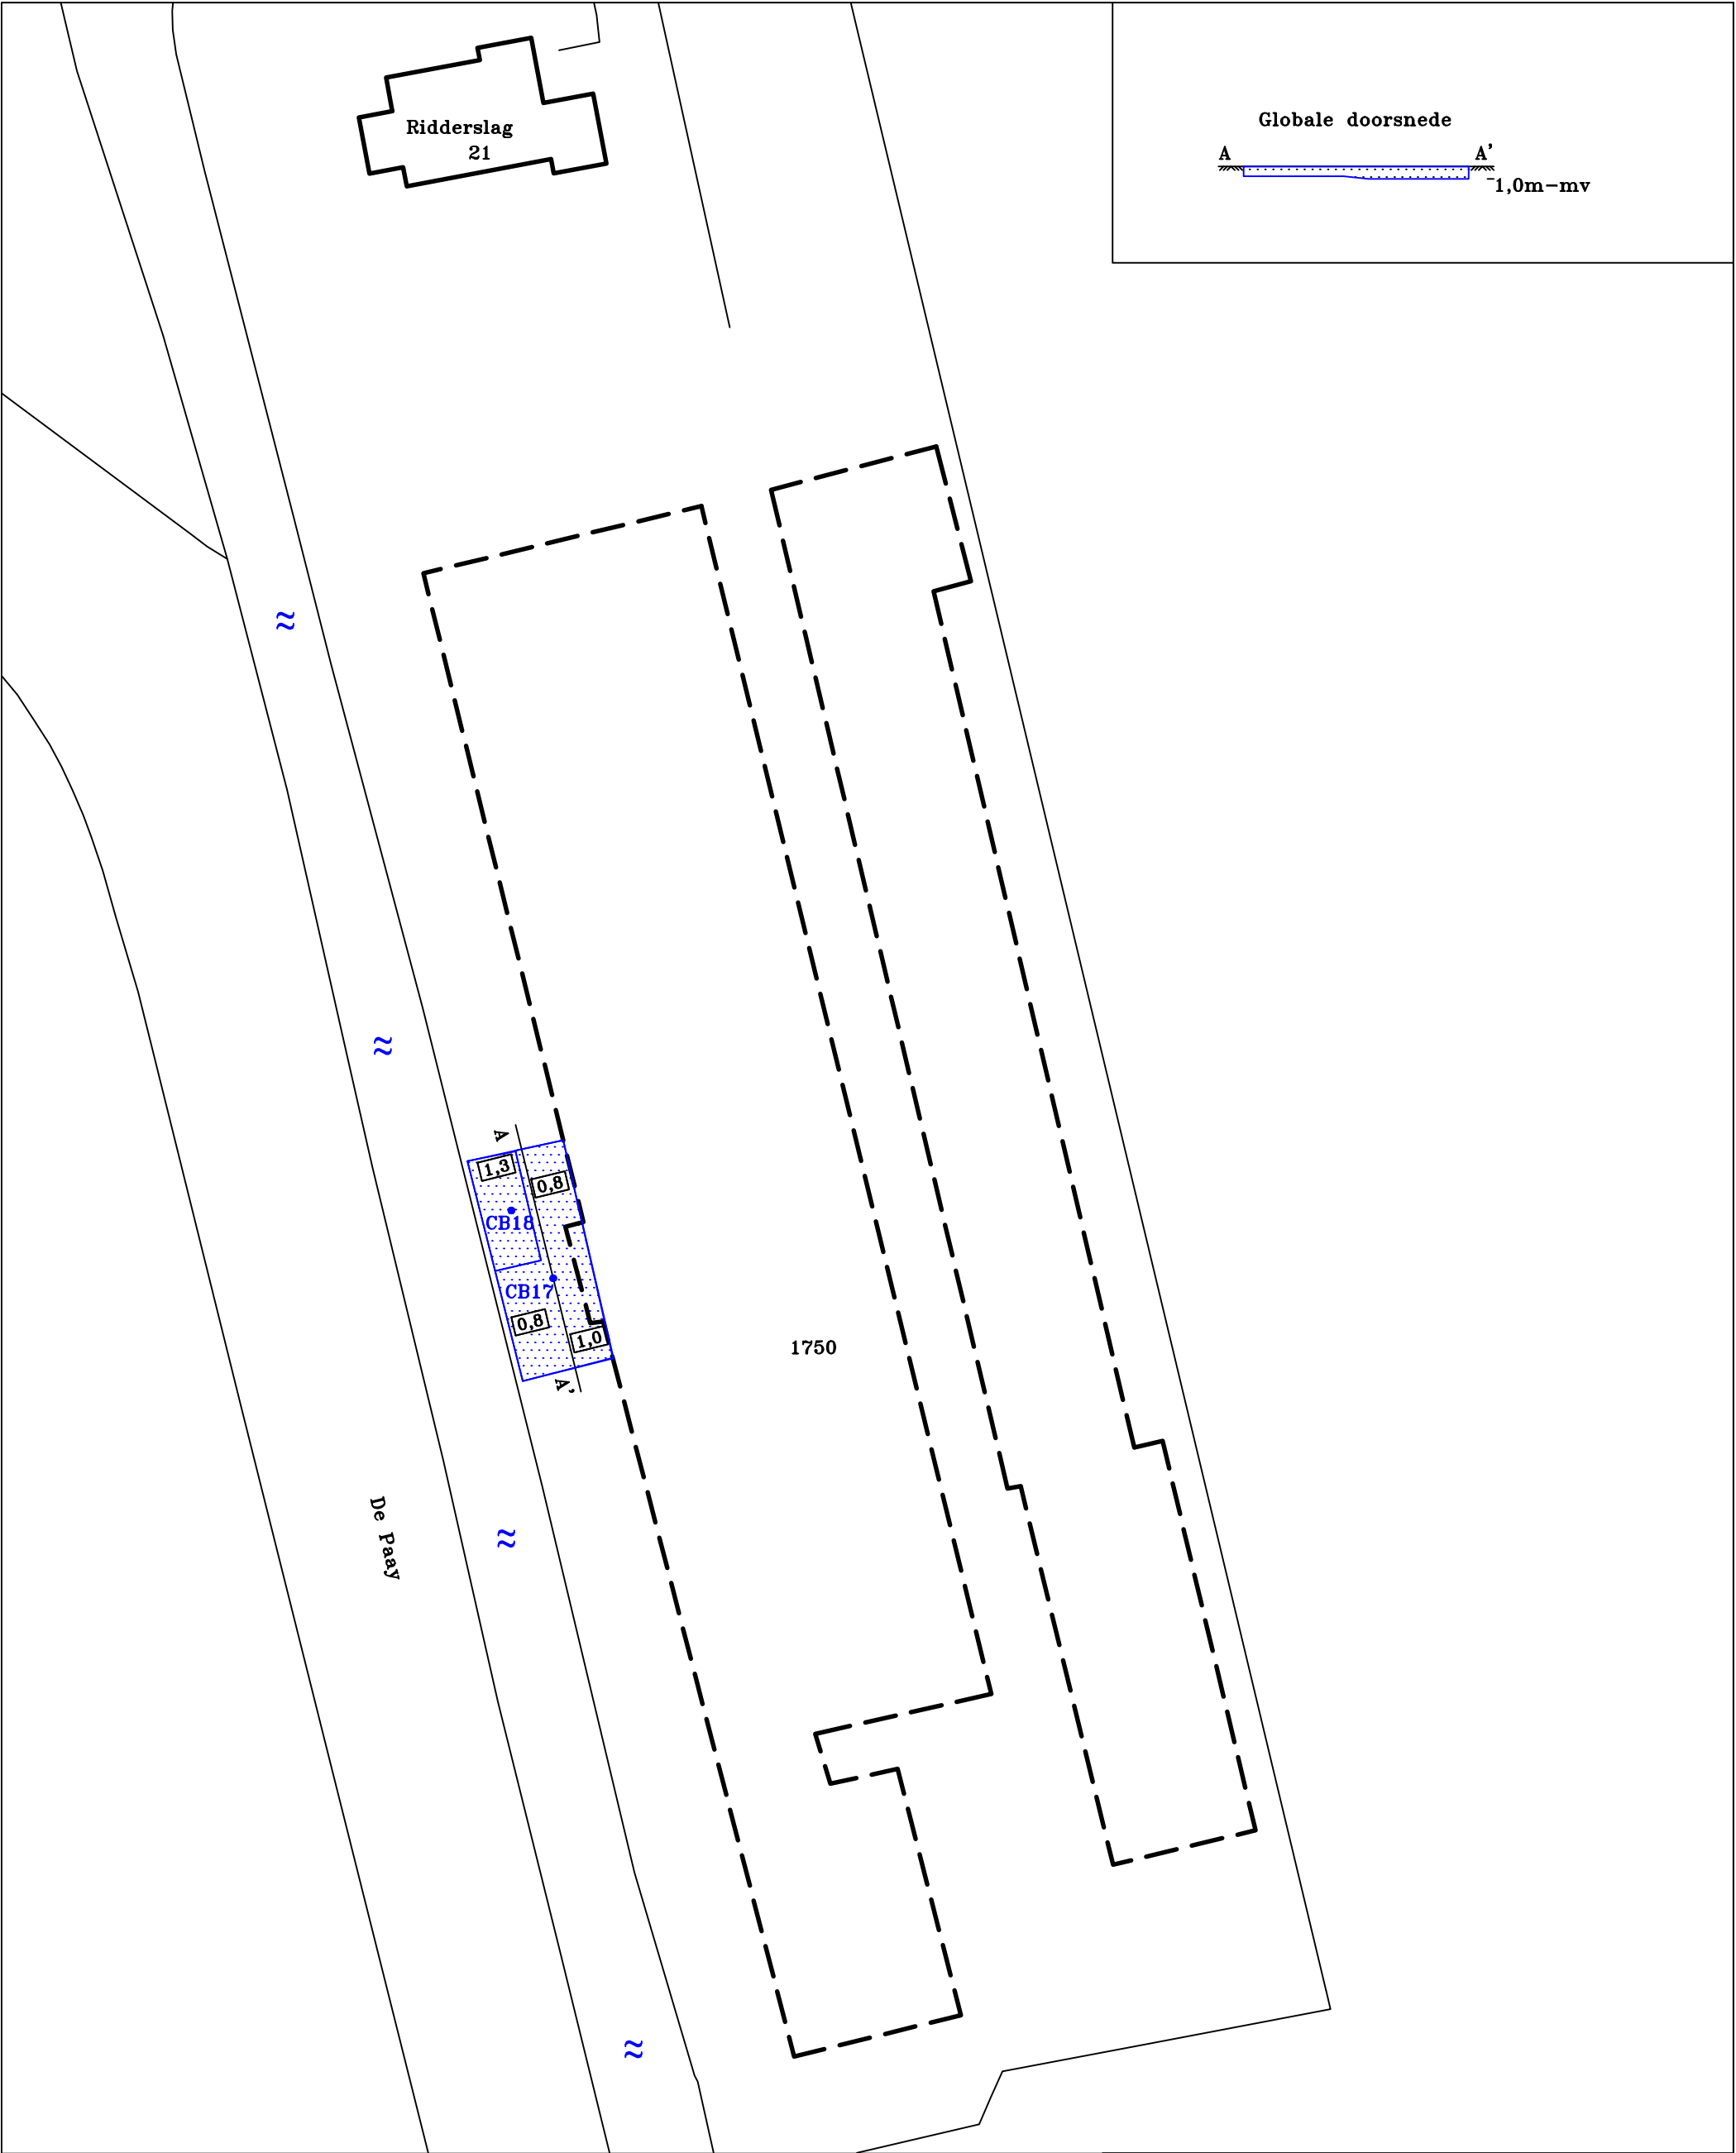 Ridderslag
21
Globale doorsnede
A A'
-1,0m-mv
A
1,3
0,8
CB18
CB17
0,8
1,0
A'
1750
De Paay